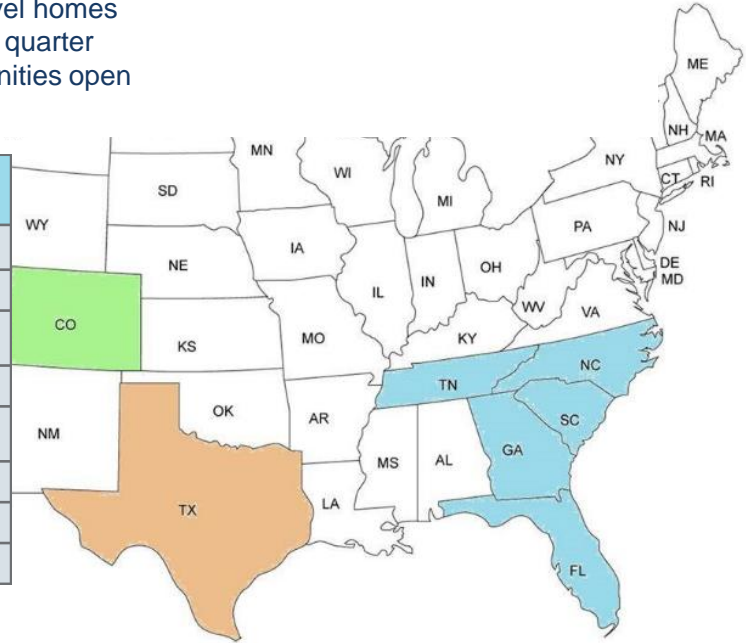 vel homes
quarter
nities open
ME
NH MA
MN
NY
WI
CT RI
SD
MI
WY
PA
NJ
IA
NE
OH
DE
IN
IL
MD
WV
VA
CO
MO
KY
KS
NC
TN
OK
AR
SC
NM
GA
MS
AL
LA
TX
FL